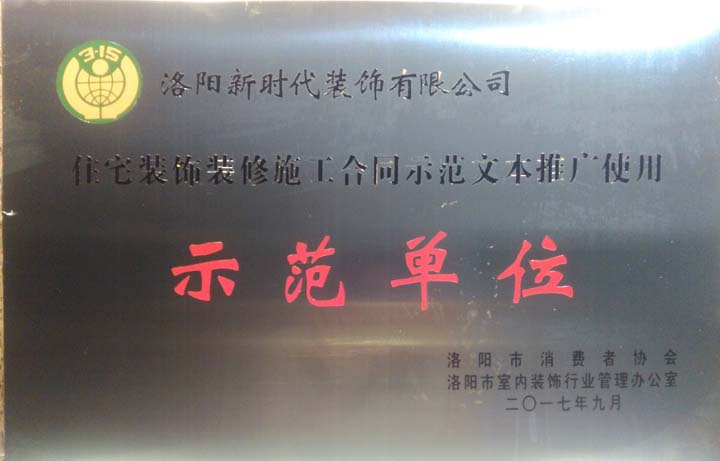 3·15
洛阳新时代装饰有限公司
住宅装饰装修施工合同示范文本推广使用
示范单位
洛阳市消费者协会
洛阳市室内装饰行业管理办公室
二〇一七年九月